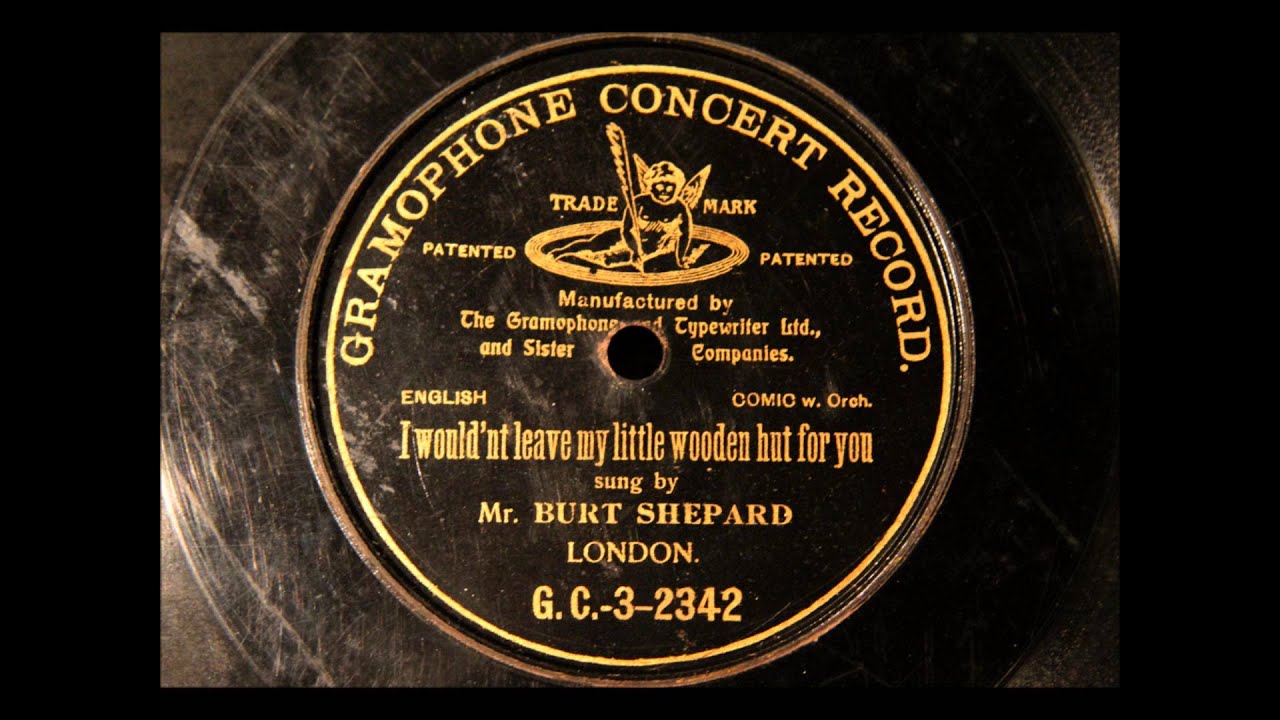 GRAMOPHONE CONCERT RECORD.
TRADE MARK
PATENTED PATENTED
Manufactured by
The Gramophone Typewriter Ltd.,
and Sister Companies.
ENGLISH COMIC w. Orch.
I would'nt leave my little wooden hut for you
sung by
Mr. BURT SHEPARD
LONDON.
G. C.-3-2342